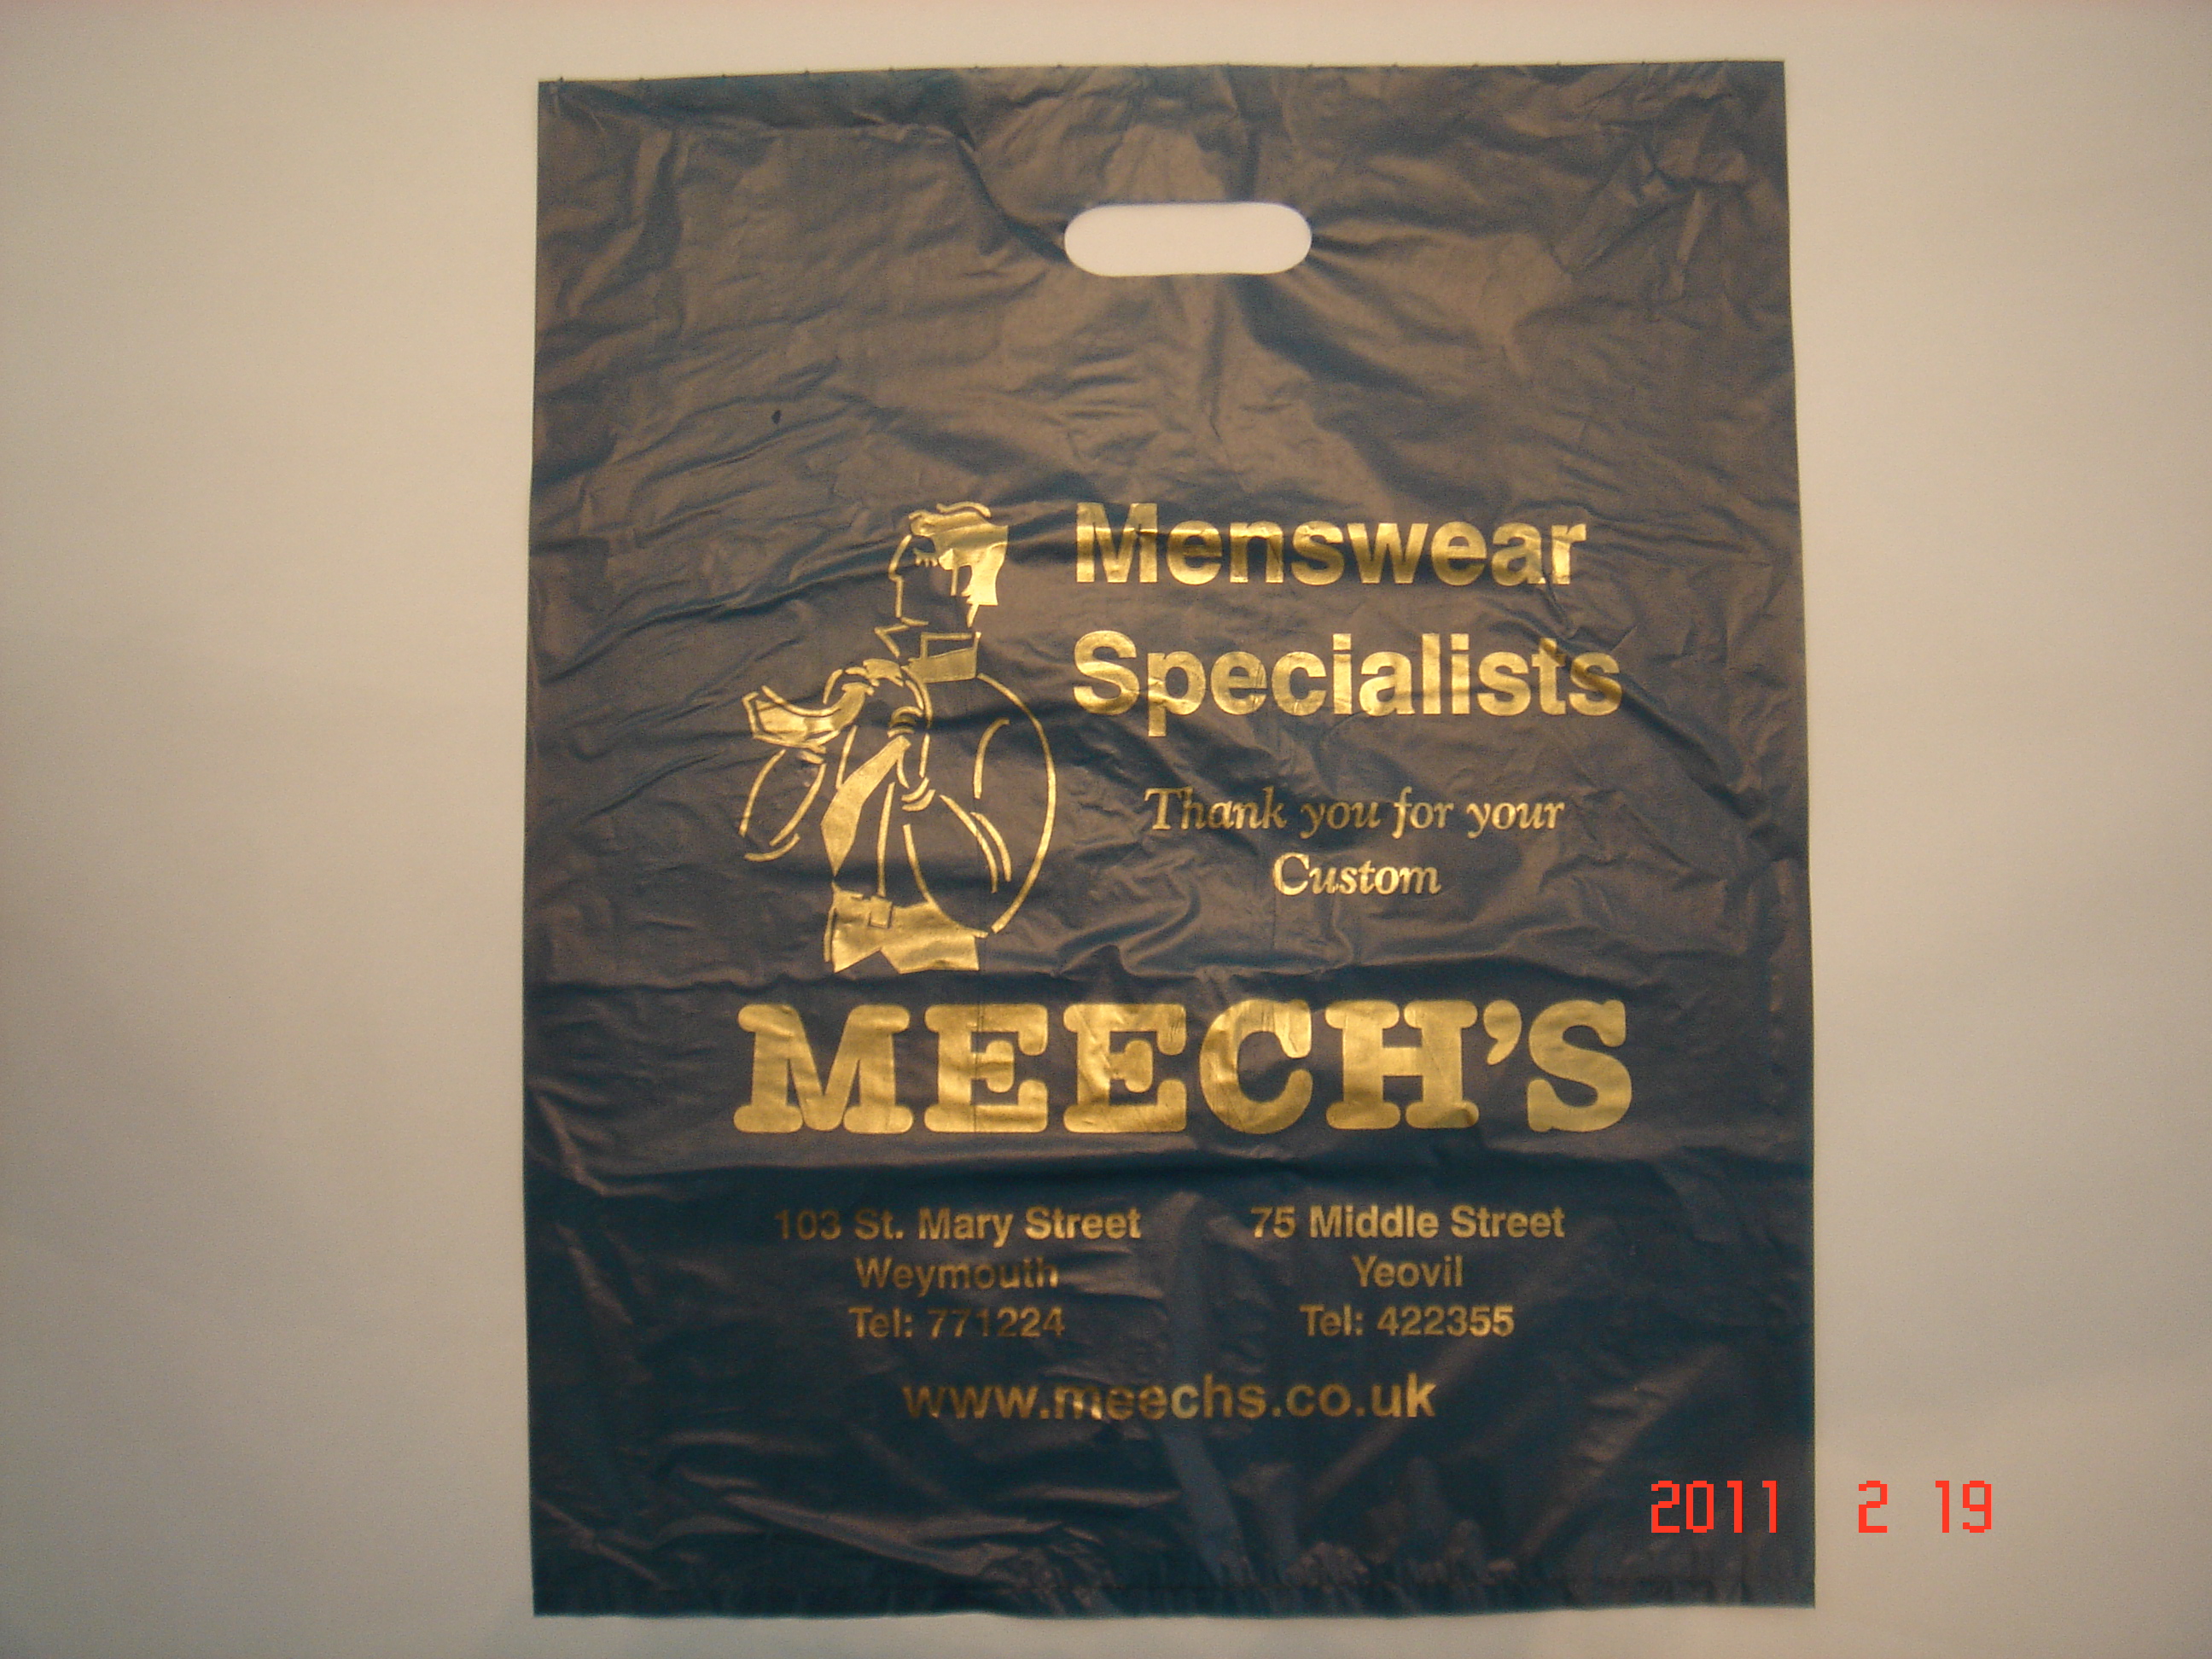 Menswear
Specialists
Thank you for your
Custom
MEECH'S
103 St. Mary Street
Weymouth
Tel: 771224
75 Middle Street
Yeovil
Tel: 422355
www.meechs.co.uk
2011 2 19